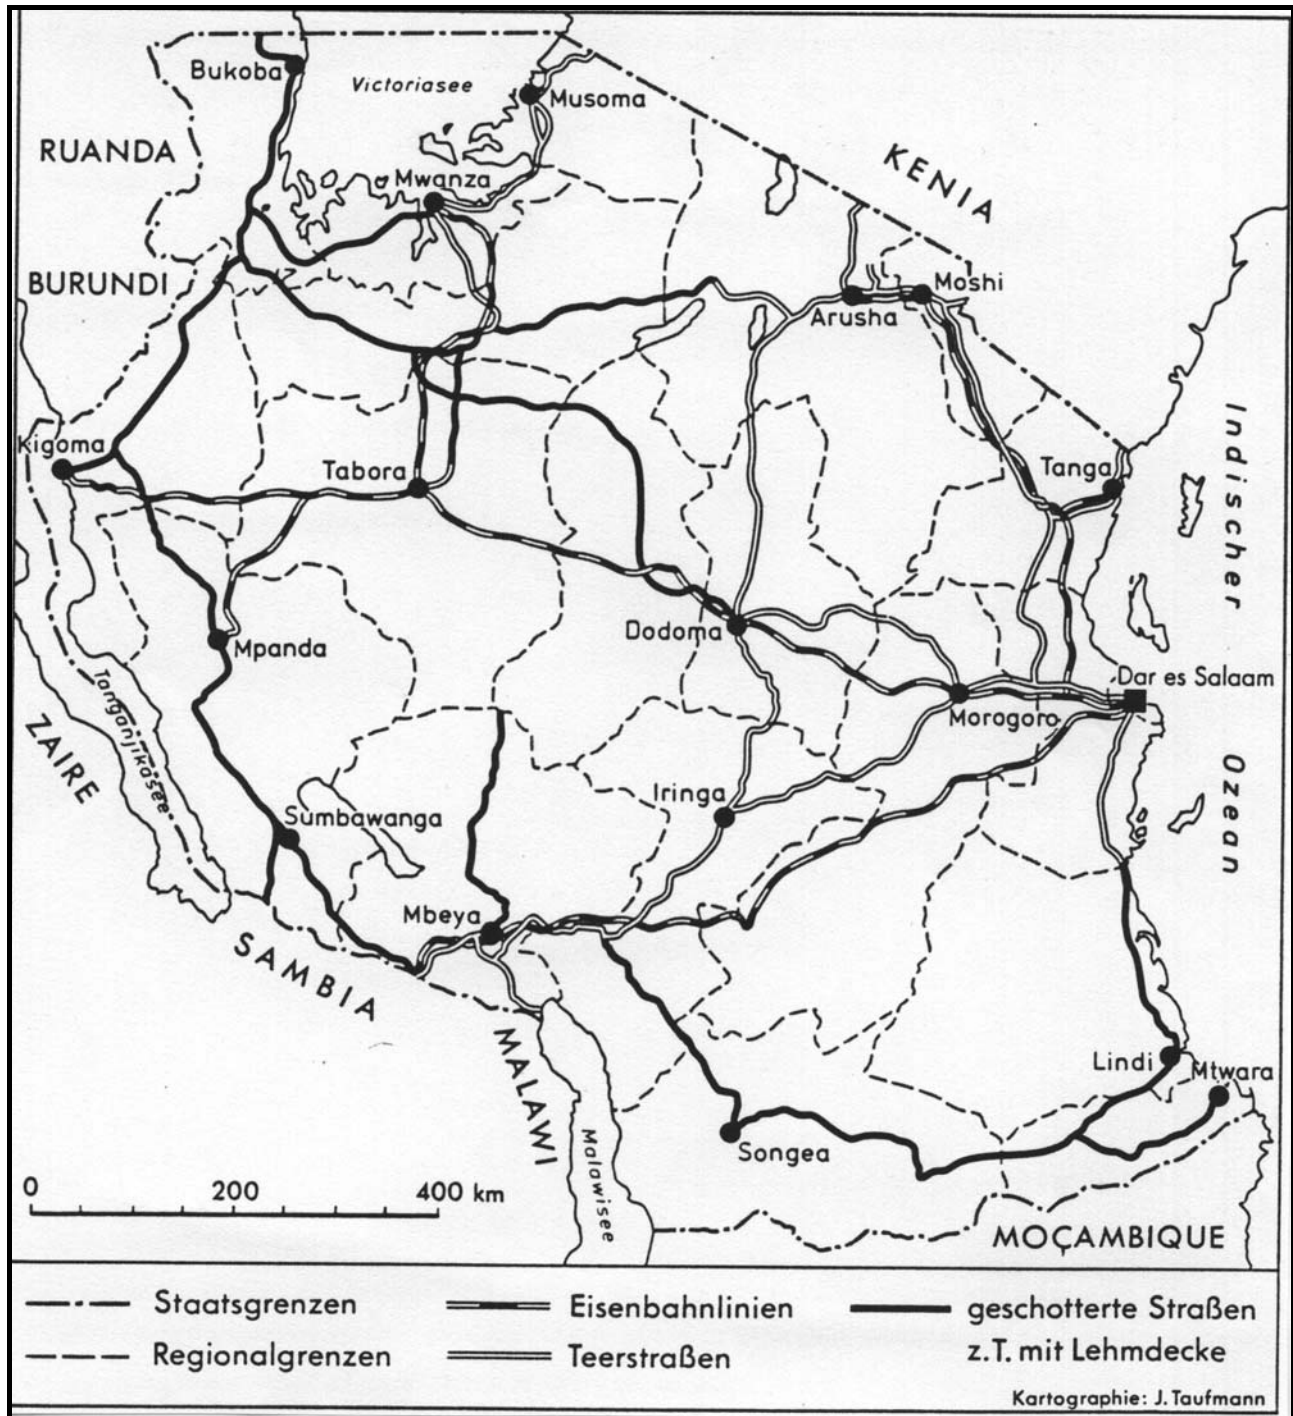 Bukoba
Victoriasee
Musoma
RUANDA
KENIA
Mwanza
BURUNDI
Moshi
Arusha
Kigoma
Tabora
Tanga
Indischer
Ozean
Dodoma
Mpanda
Dar es Salaam
Morogoro
Tanganjikasee
ZAIRE
Iringa
Sumbawanga
Mbeya
SAMBIA
MALAWI
Lindi
Mtwara
Songea
Malawisee
0 200 400 km
MOÇAMBIQUE
Staatsgrenzen
Eisenbahnlinien
geschotterte Straßen
Regionalgrenzen
Teerstraßen
z.T. mit Lehmdecke
Kartographie: J. Taufmann